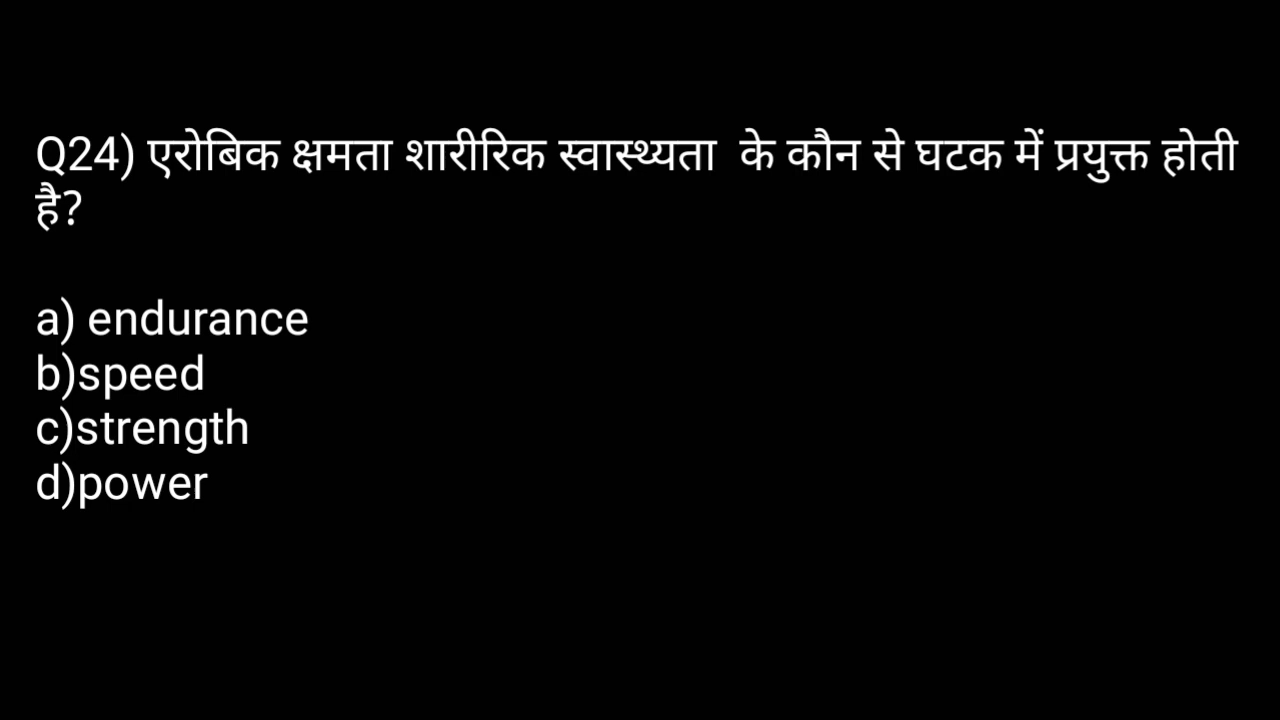 Q24) एरोबिक क्षमता शारीरिक स्वास्थ्यता के कौन से घटक में प्रयुक्त होती
है?
a) endurance
b)speed
c)strength
d)power